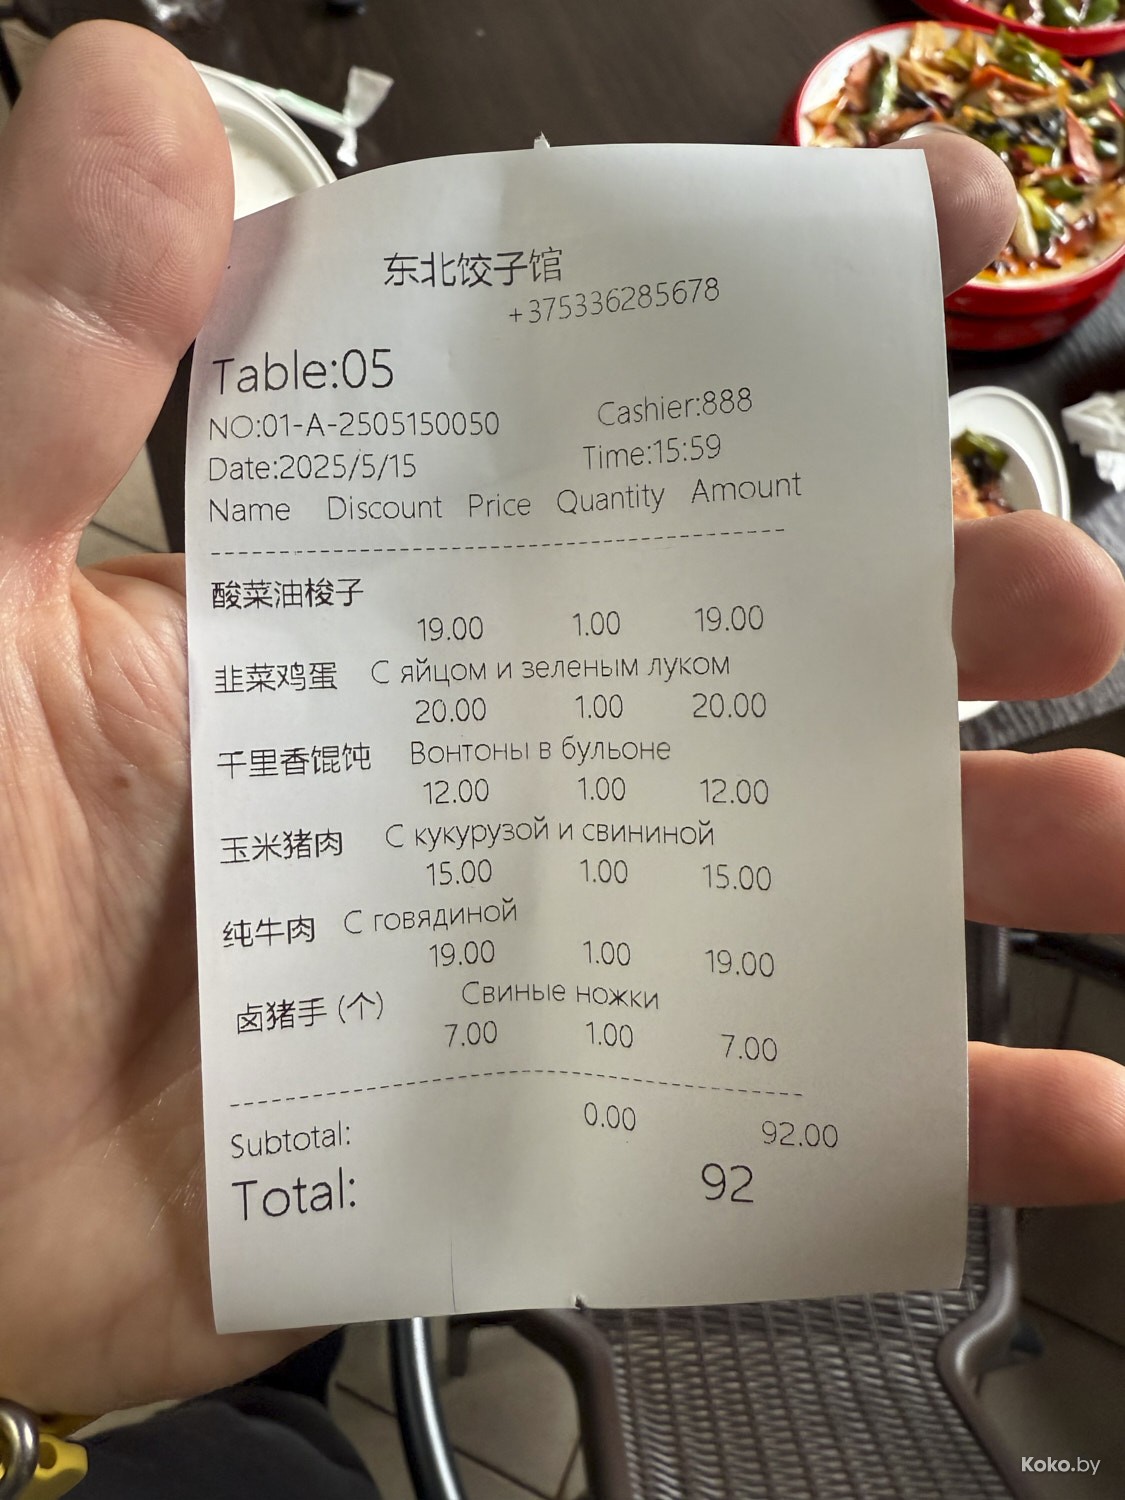 东北饺子馆
+375336285678
Table:05
NO:01-A-2505150050 Cashier:888
Date:2025/5/15 Time:15:59
Name Discount Price Quantity Amount
酸菜油梭子
19.00 1.00 19.00
韭菜鸡蛋 С яйцом и зеленым луком
20.00 1.00 20.00
千里香馄饨 Вонтоны в бульоне
12.00 1.00 12.00
玉米猪肉 С кукурузой и свининой
15.00 1.00 15.00
纯牛肉 С говядиной
19.00 1.00 19.00
卤猪手 (个) Свиные ножки
7.00 1.00 7.00
Subtotal: 0.00 92.00
Total: 92
Koko.by